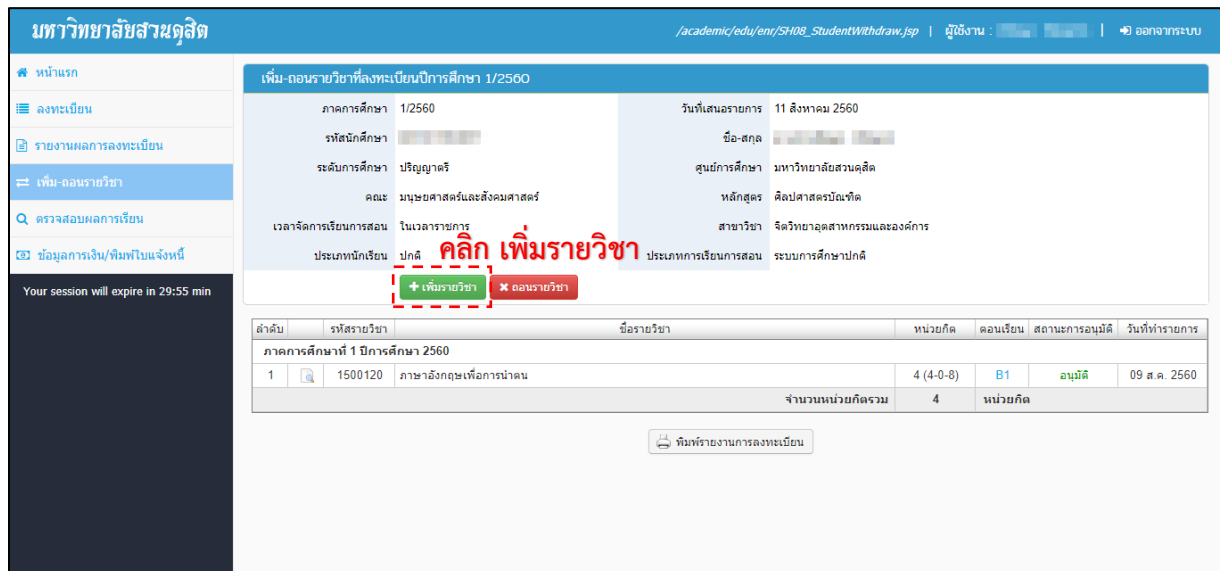 มหาวิทยาลัยสวนดุสิต
/academic/edu/enr/SH08_StudentWithdraw.jsp | ผู้ใช้งาน : | ออกจากระบบ
หน้าแรก
ลงทะเบียน
รายงานผลการลงทะเบียน
เพิ่ม-ถอนรายวิชา
ตรวจสอบผลการเรียน
ข้อมูลการเงิน/พิมพ์ใบแจ้งหนี้
Your session will expire in 29:55 min
เพิ่ม-ถอนรายวิชาที่ลงทะเบียนปีการศึกษา 1/2560
ภาคการศึกษา 1/2560 วันที่เสนอรายการ 11 สิงหาคม 2560
รหัสนักศึกษา ชื่อ-สกุล
ระดับการศึกษา ปริญญาตรี ศูนย์การศึกษา มหาวิทยาลัยสวนดุสิต
คณะ มนุษยศาสตร์และสังคมศาสตร์ หลักสูตร ศิลปศาสตรบัณฑิต
เวลาจัดการเรียนการสอน ในเวลาราชการ สาขาวิชา จิตวิทยาอุตสาหกรรมและองค์การ
ประเภทนักเรียน ปกติ คลิก เพิ่มรายวิชา ประเภทการเรียนการสอน ระบบการศึกษาปกติ
เพิ่มรายวิชา ถอนรายวิชา
ลำดับ รหัสรายวิชา ชื่อรายวิชา หน่วยกิต ตอนเรียน สถานะการอนุมัติ วันที่ทำรายการ
ภาคการศึกษาที่ 1 ปีการศึกษา 2560
1 1500120 ภาษาอังกฤษเพื่อการนำตน 4 (4-0-8) B1 อนุมัติ 09 ส.ค. 2560
จำนวนหน่วยกิตรวม 4 หน่วยกิต
พิมพ์รายงานการลงทะเบียน